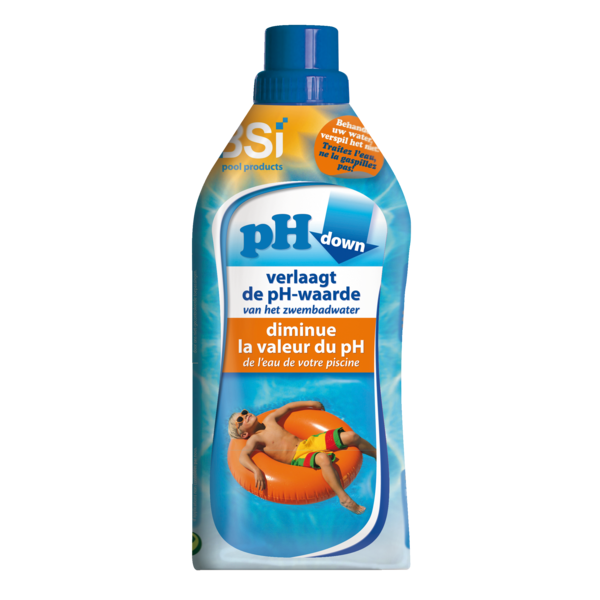 BSi
pool products
Behandel
uw water,
verspil het niet!
Traitez l'eau,
ne la gaspillez
pas!
pH down
verlaagt
de pH-waarde
van het zwembadwater
diminue
la valeur du pH
de l'eau de votre piscine